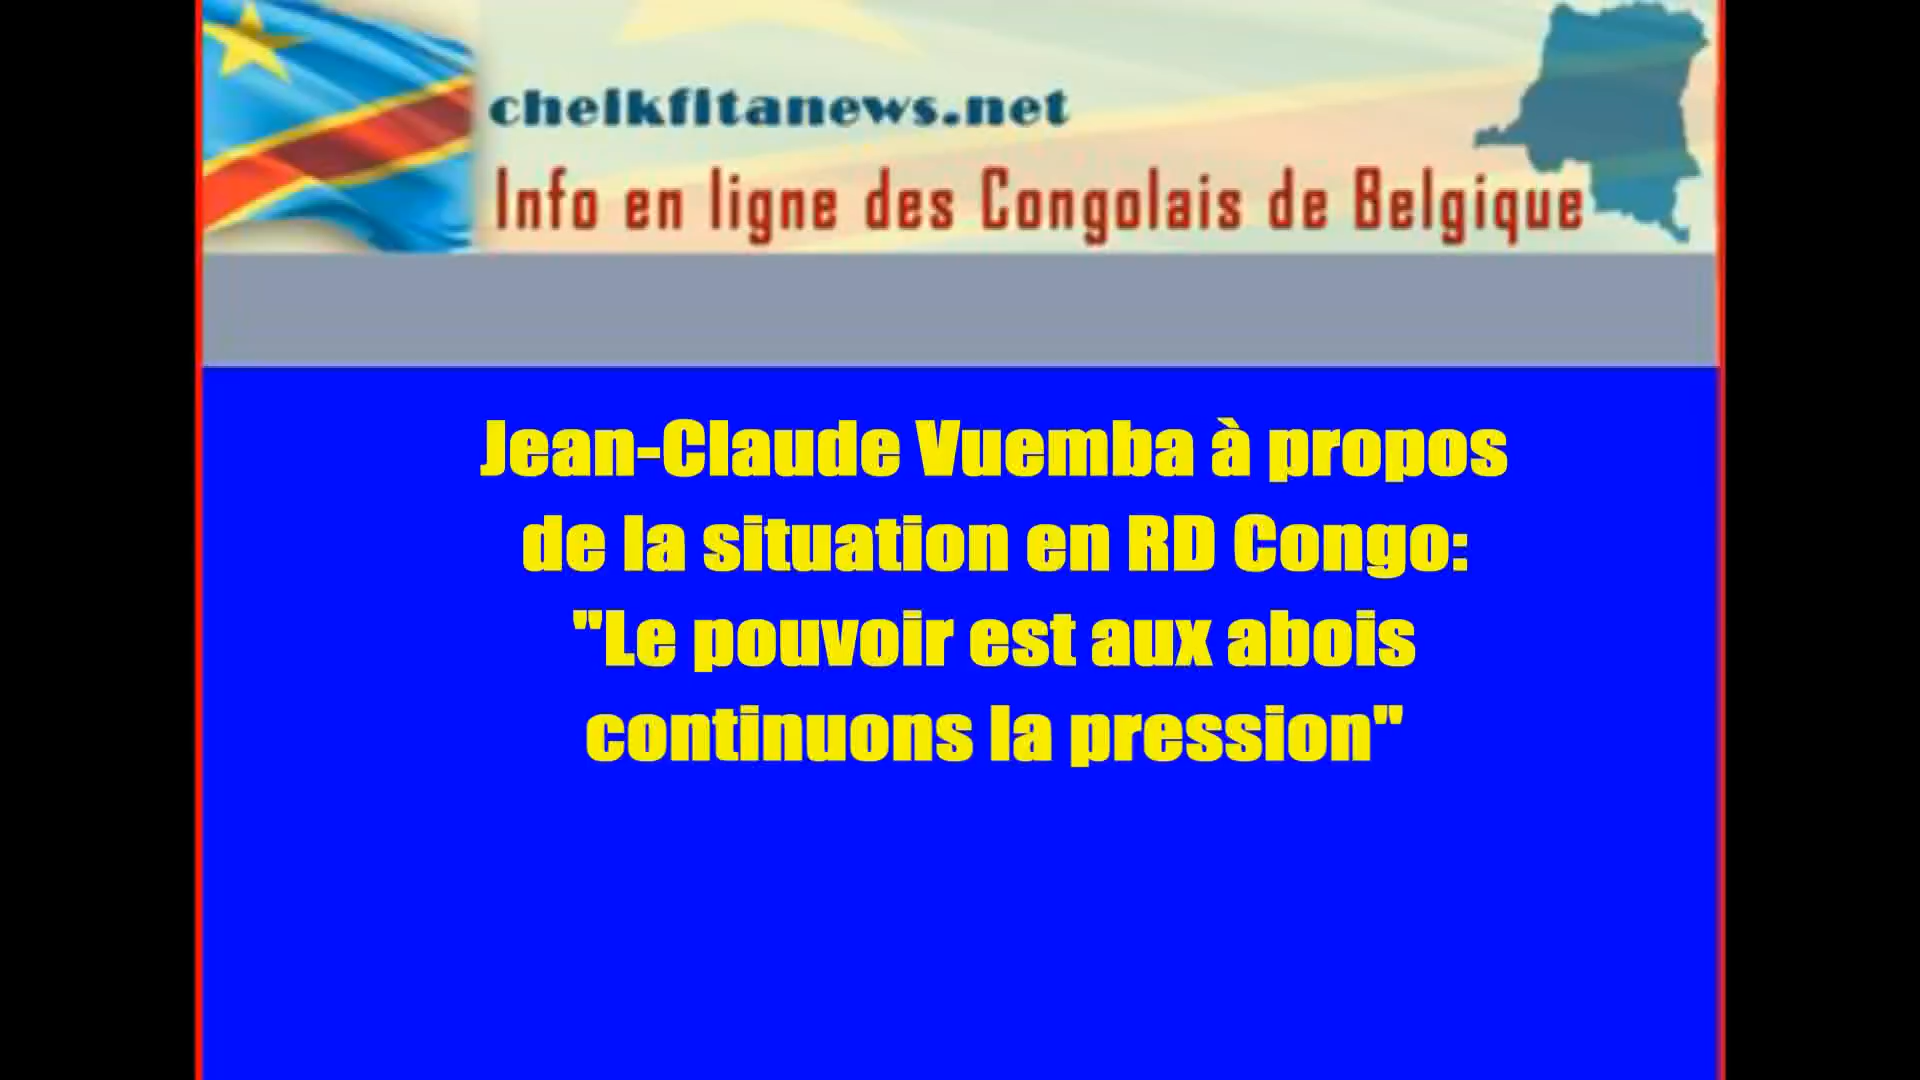 cheikfitanews.net
Info en ligne des Congolais de Belgique
Jean-Claude Vuemba à propos
de la situation en RD Congo:
"Le pouvoir est aux abois
continuons la pression"